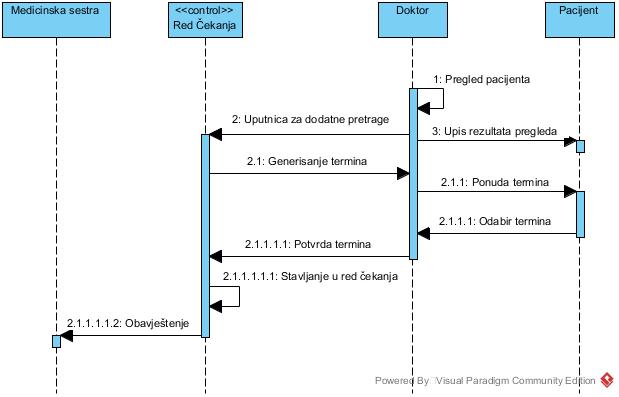 Medicinska sestra
<<control>>
Red Čekanja
Doktor
Pacijent
1: Pregled pacijenta
2: Uputnica za dodatne pretrage
3: Upis rezultata pregleda
2.1: Generisanje termina
2.1.1: Ponuda termina
2.1.1.1: Odabir termina
2.1.1.1.1: Potvrda termina
2.1.1.1.1.1: Stavljanje u red čekanja
2.1.1.1.1.2: Obavještenje
Powered By Visual Paradigm Community Edition